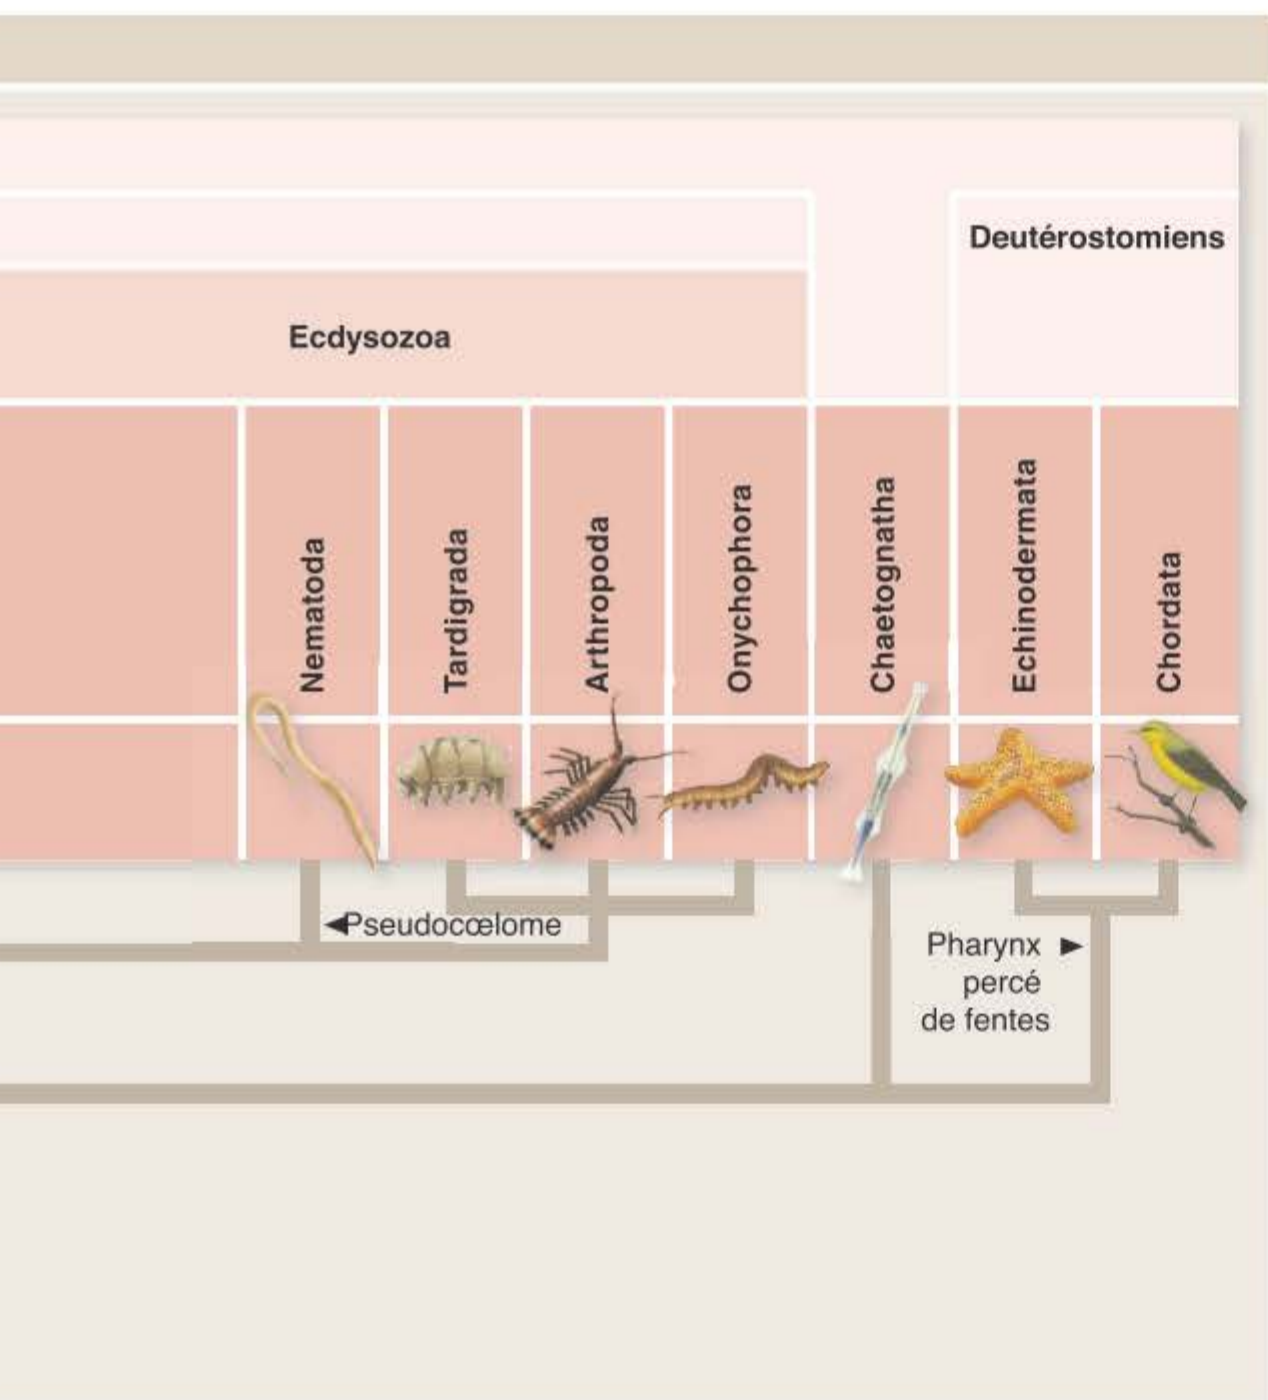 Deutérostomiens
Ecdysozoa
Nematoda
Tardigrada
Arthropoda
Onychophora
Chaetognatha
Echinodermata
Chordata
◄Pseudocœlome
Pharynx ►
percé
de fentes